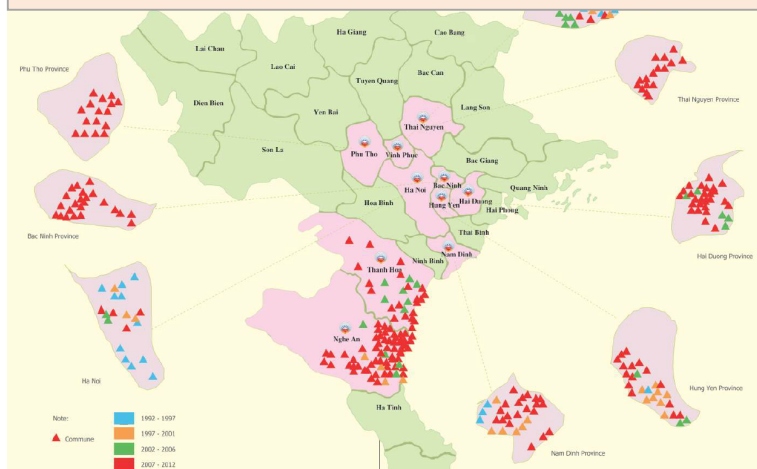 Ha Giang
Cao Bang
Lai Chau
Lao Cai
Phu Tho Province
Bac Can
Tuyen Quang
Thai Nguyen Province
Dien Bien
Lang Son
Yen Bai
Thai Nguyen
Son La
Phu Tho
Vinh Phuc
Bac Giang
Ha Noi
Bac Ninh
Quang Ninh
Hai Duong
Hoa Binh
Hung Yen
Hai Phong
Bac Ninh Province
Thai Binh
Hai Duong Province
Nam Dinh
Ninh Binh
Thanh Hoa
Nghe An
Ha Noi
Hung Yen Province
Ha Tinh
Note:
1992 - 1997
1997 - 2001
Commune
2002 - 2006
Nam Dinh Province
2007 - 2012